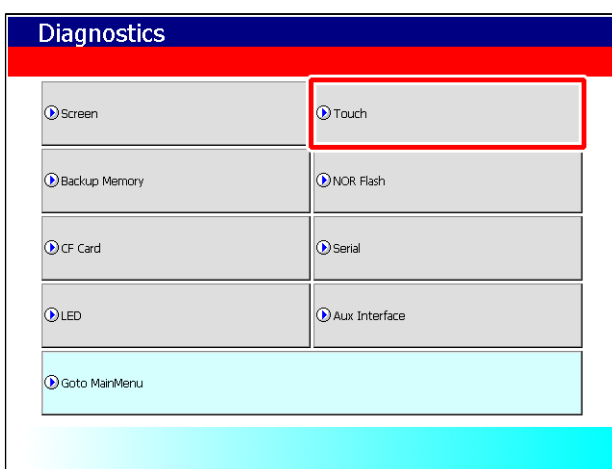 Diagnostics
Screen
Touch
Backup Memory
NOR Flash
CF Card
Serial
LED
Aux Interface
Goto MainMenu